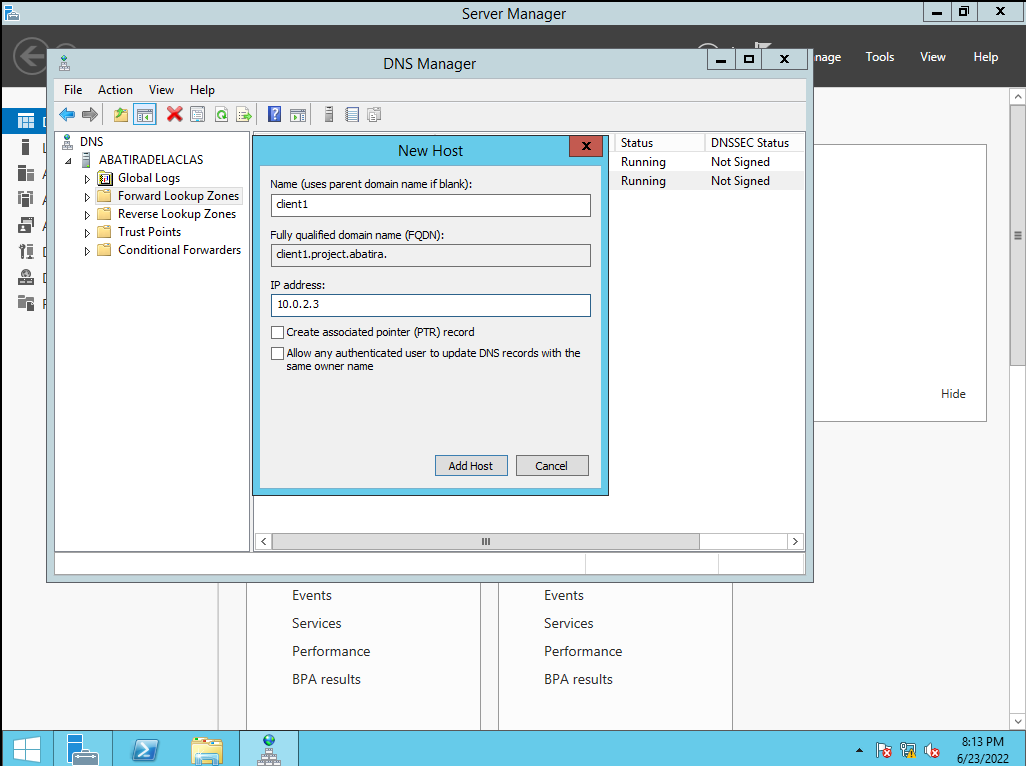 Server Manager
DNS Manager
Tools
View
Help
File
Action
View
Help
DNS
ABATIRADELACLAS
Global Logs
Forward Lookup Zones
Reverse Lookup Zones
Trust Points
Conditional Forwarders
Status
DNSSEC Status
Running
Not Signed
Running
Not Signed
New Host
Name (uses parent domain name if blank):
client1
Fully qualified domain name (FQDN):
client1.project.abatira.
IP address:
10.0.2.3
Create associated pointer (PTR) record
Allow any authenticated user to update DNS records with the
same owner name
Add Host
Cancel
Hide
Events
Services
Performance
BPA results
Events
Services
Performance
BPA results
8:13 PM
6/23/2022